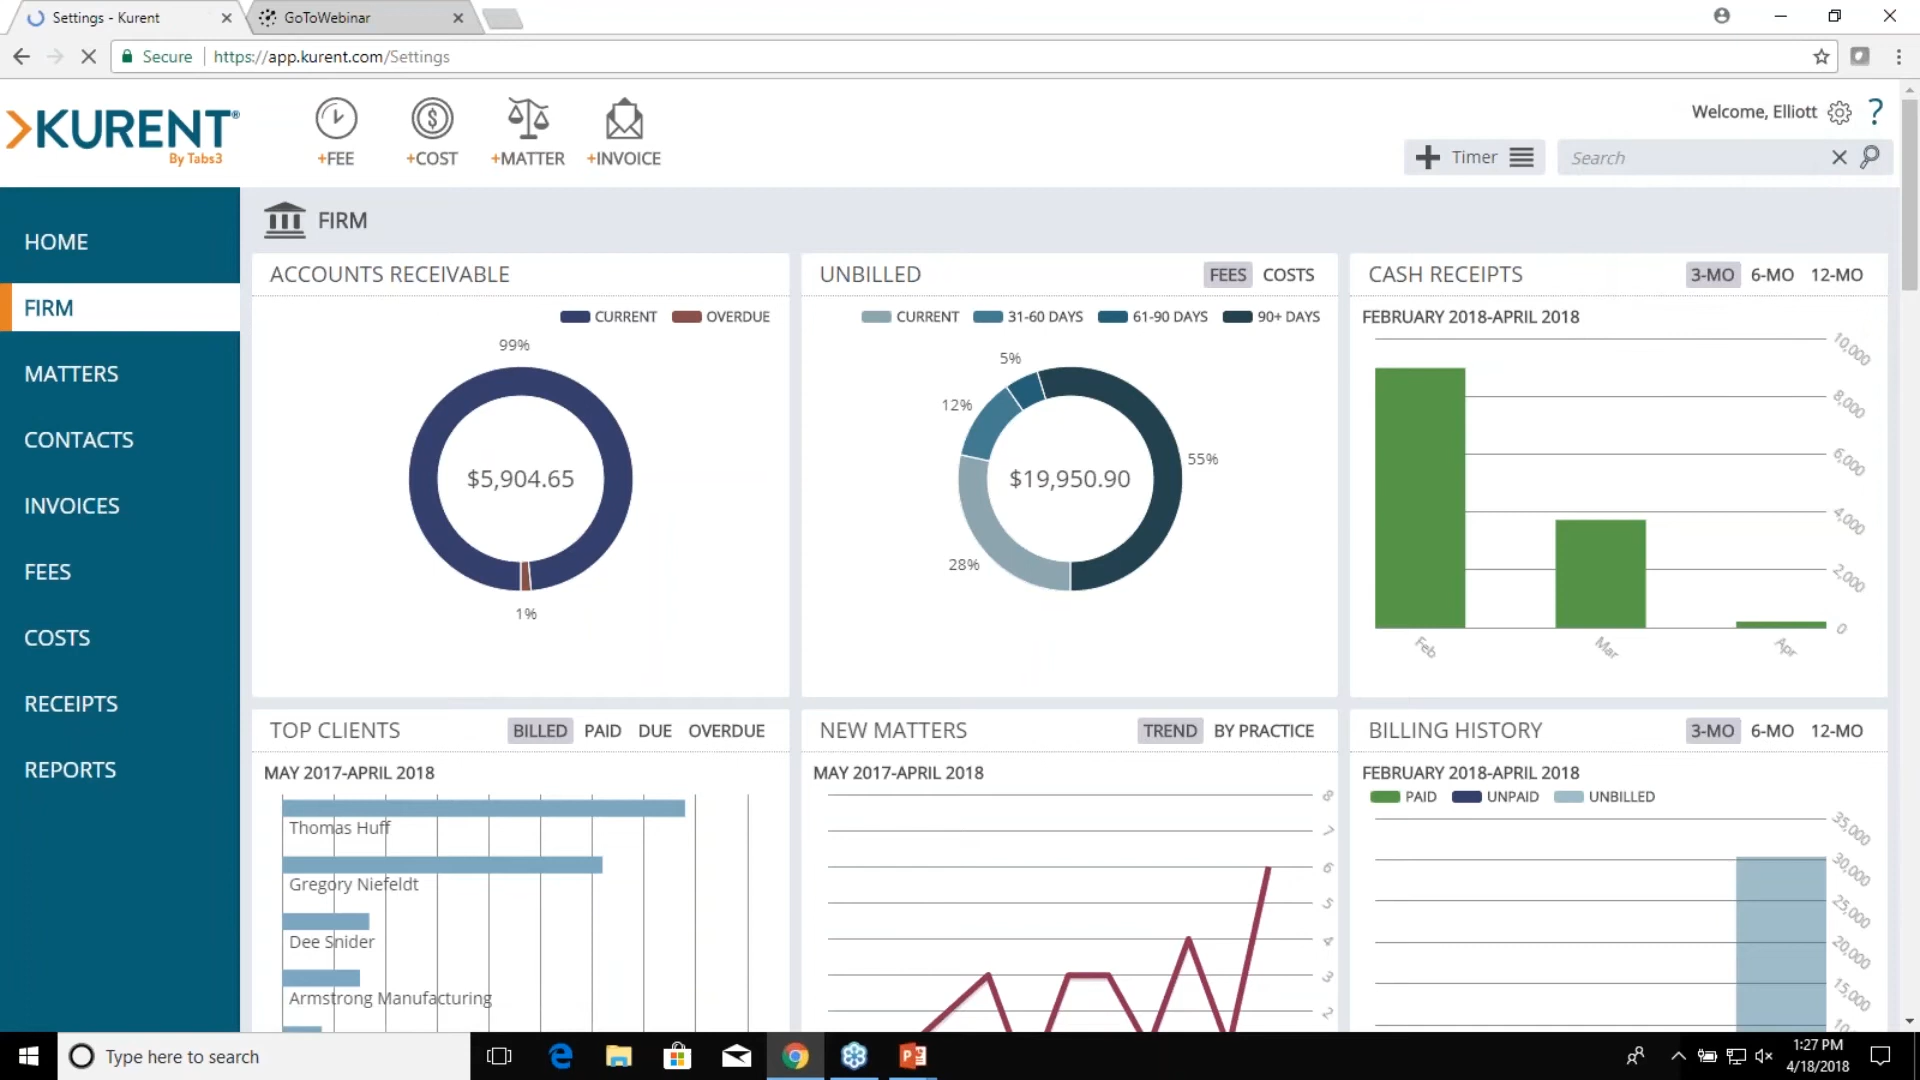 Settings - Kurent
GoToWebinar
Secure
https://app.kurent.com/Settings
KURENT®
By Tabs3
+FEE
+COST
+MATTER
+INVOICE
Welcome, Elliott
?
Timer
Search
HOME
FIRM
MATTERS
CONTACTS
INVOICES
FEES
COSTS
RECEIPTS
REPORTS
FIRM
ACCOUNTS RECEIVABLE
CURRENT OVERDUE
99%
$5,904.65
1%
UNBILLED FEES COSTS
CURRENT 31-60 DAYS 61-90 DAYS 90+ DAYS
5%
12%
55%
$19,950.90
28%
CASH RECEIPTS 3-MO 6-MO 12-MO
FEBRUARY 2018-APRIL 2018
10,000
8,000
6,000
4,000
2,000
0
Feb Mar Apr
TOP CLIENTS BILLED PAID DUE OVERDUE
MAY 2017-APRIL 2018
Thomas Huff
Gregory Niefeldt
Dee Snider
Armstrong Manufacturing
NEW MATTERS TREND BY PRACTICE
MAY 2017-APRIL 2018
8
7
6
5
4
3
2
BILLING HISTORY 3-MO 6-MO 12-MO
FEBRUARY 2018-APRIL 2018
PAID UNPAID UNBILLED
35,000
30,000
25,000
20,000
15,000
Type here to search
1:27 PM
4/18/2018